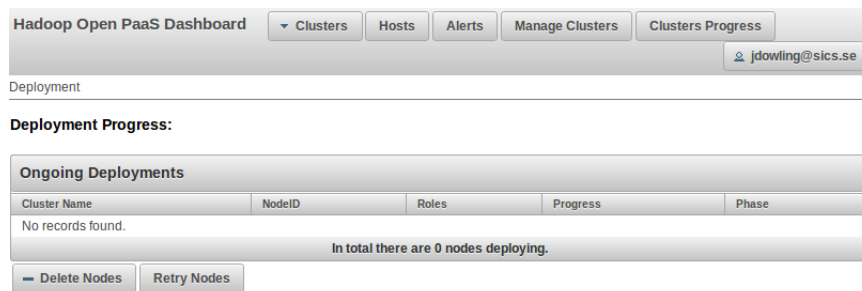 Hadoop Open PaaS Dashboard Clusters Hosts Alerts Manage Clusters Clusters Progress
jdowling@sics.se
Deployment
Deployment Progress:
Ongoing Deployments
Cluster Name NodeID Roles Progress Phase
No records found.
In total there are 0 nodes deploying.
Delete Nodes Retry Nodes